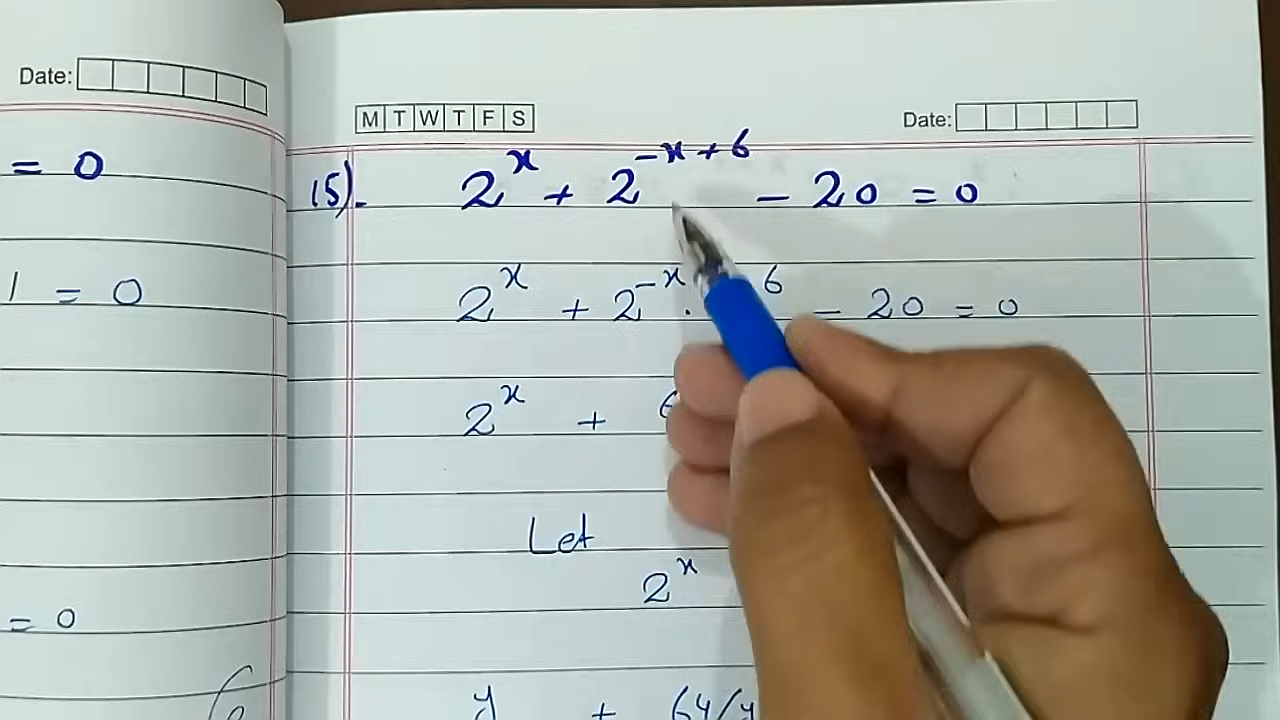 Date:
= 0
1 = 0
= 0
M T W T F S
Date:
15). 2^x + 2^{-x+6} - 20 = 0
2^x + 2^{-x} . 6 - 20 = 0
2^x +
Let
2^x
y + 64/y